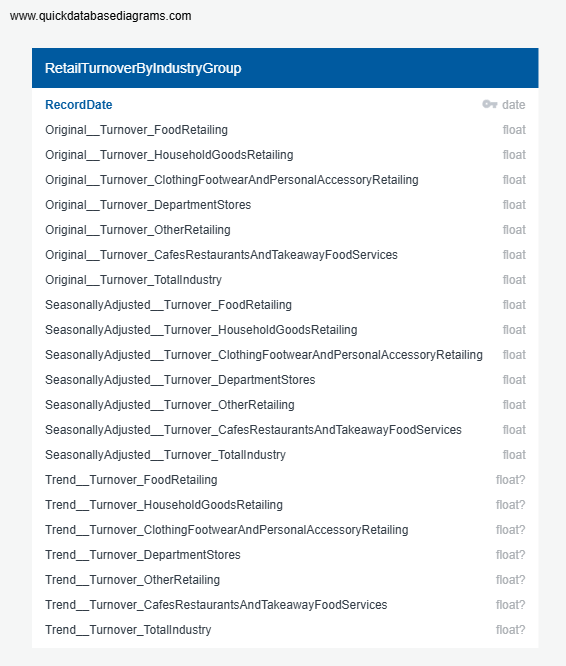 www.quickdatabasediagrams.com
RetailTurnoverByIndustryGroup
RecordDate date
Original__Turnover_FoodRetailing float
Original__Turnover_HouseholdGoodsRetailing float
Original__Turnover_ClothingFootwearAndPersonalAccessoryRetailing float
Original__Turnover_DepartmentStores float
Original__Turnover_OtherRetailing float
Original__Turnover_CafesRestaurantsAndTakeawayFoodServices float
Original__Turnover_TotalIndustry float
SeasonallyAdjusted__Turnover_FoodRetailing float
SeasonallyAdjusted__Turnover_HouseholdGoodsRetailing float
SeasonallyAdjusted__Turnover_ClothingFootwearAndPersonalAccessoryRetailing float
SeasonallyAdjusted__Turnover_DepartmentStores float
SeasonallyAdjusted__Turnover_OtherRetailing float
SeasonallyAdjusted__Turnover_CafesRestaurantsAndTakeawayFoodServices float
SeasonallyAdjusted__Turnover_TotalIndustry float
Trend__Turnover_FoodRetailing float?
Trend__Turnover_HouseholdGoodsRetailing float?
Trend__Turnover_ClothingFootwearAndPersonalAccessoryRetailing float?
Trend__Turnover_DepartmentStores float?
Trend__Turnover_OtherRetailing float?
Trend__Turnover_CafesRestaurantsAndTakeawayFoodServices float?
Trend__Turnover_TotalIndustry float?